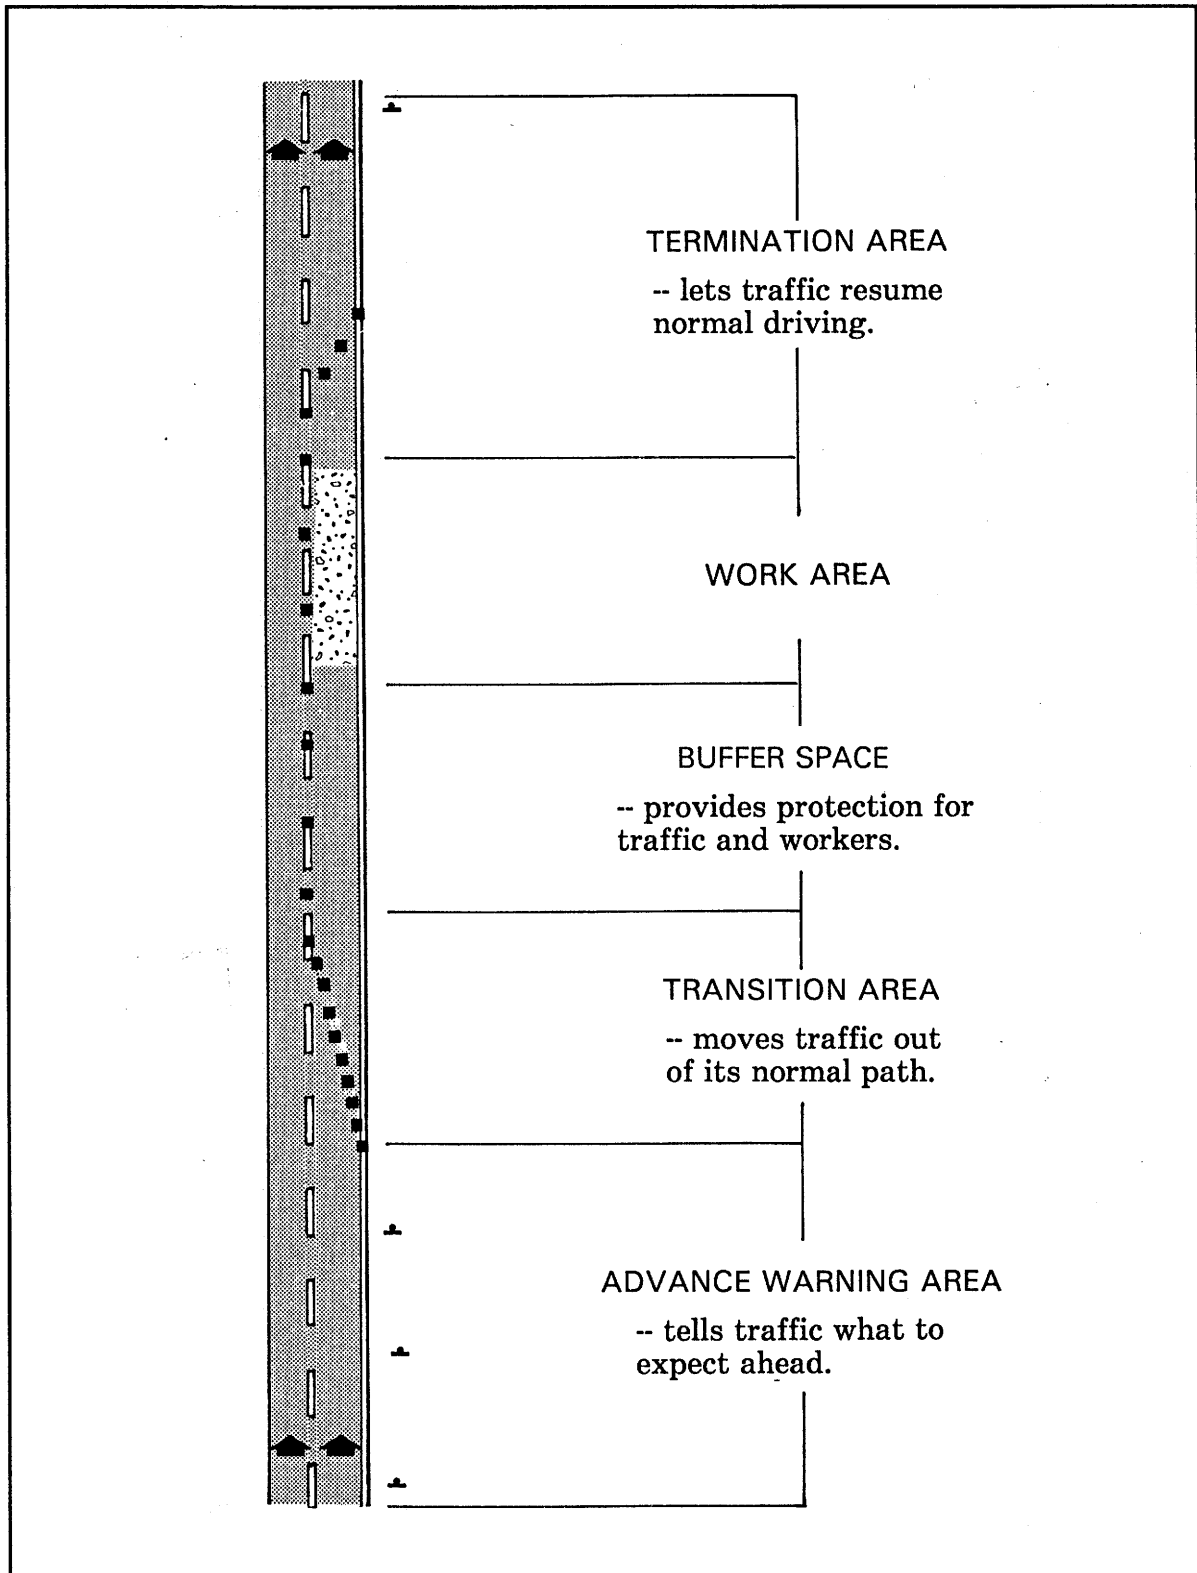 TERMINATION AREA
-- lets traffic resume
normal driving.
WORK AREA
BUFFER SPACE
-- provides protection for
traffic and workers.
TRANSITION AREA
-- moves traffic out
of its normal path.
ADVANCE WARNING AREA
-- tells traffic what to
expect ahead.